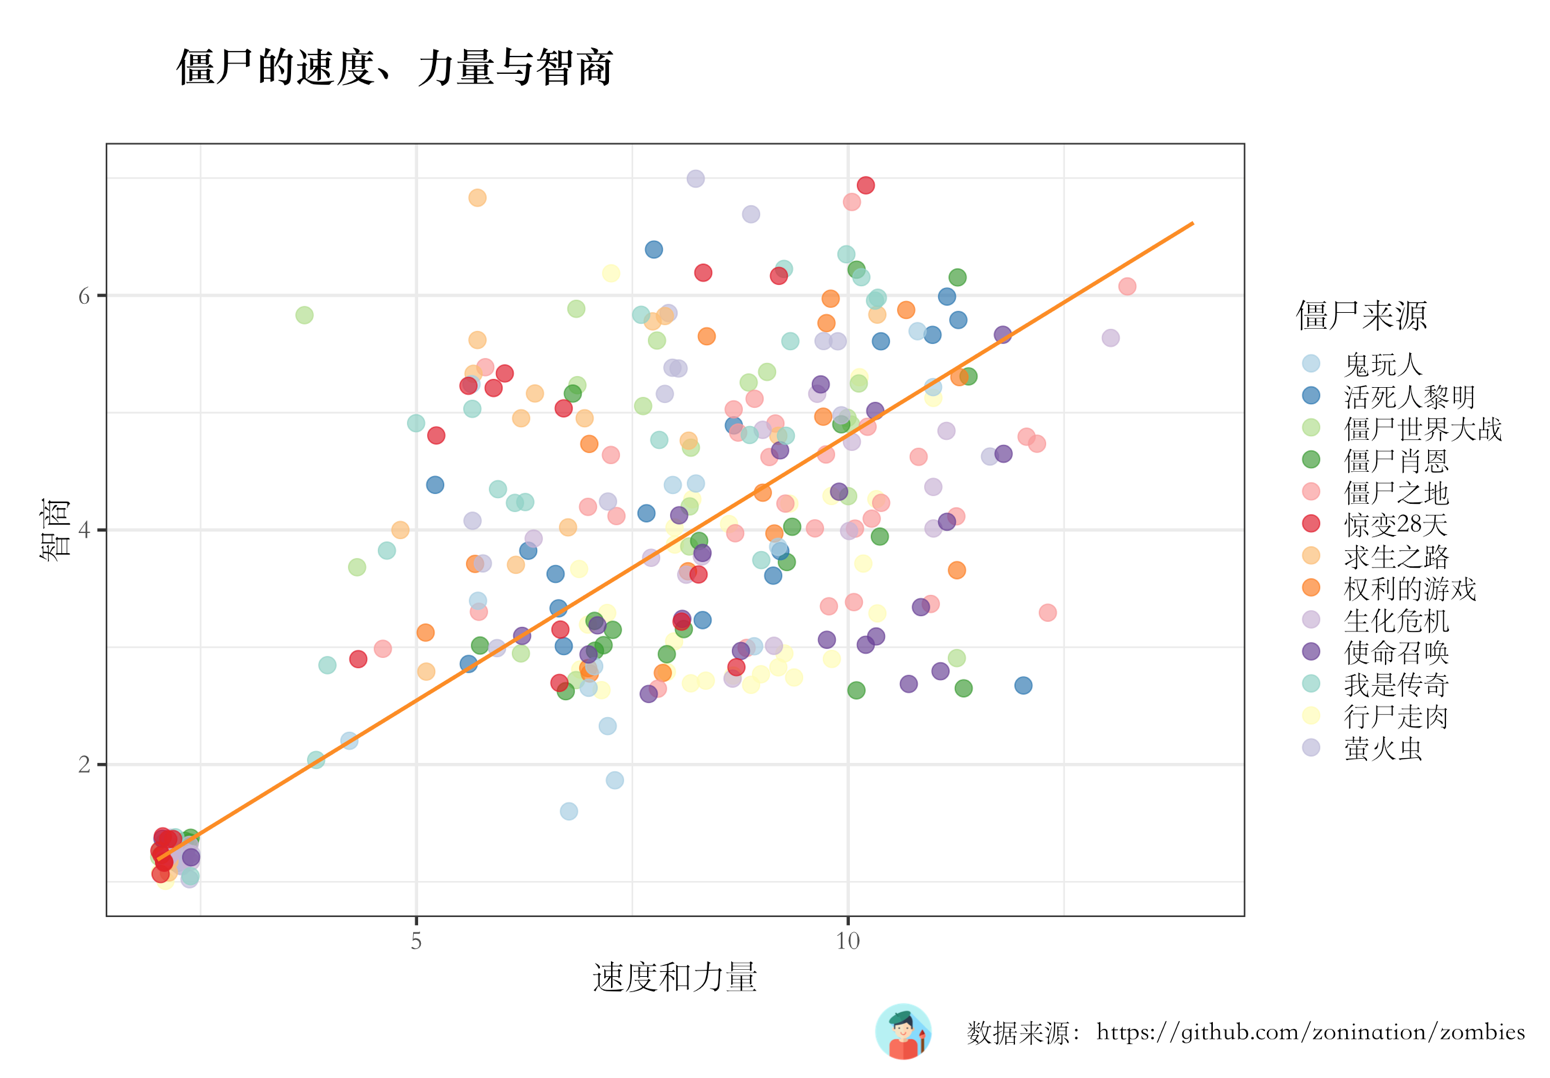 僵尸的速度、力量与智商
智商
6
4
2
5
10
速度和力量
僵尸来源
鬼玩人
活死人黎明
僵尸世界大战
僵尸肖恩
僵尸之地
惊变28天
求生之路
权利的游戏
生化危机
使命召唤
我是传奇
行尸走肉
萤火虫
数据来源：https://github.com/zonination/zombies